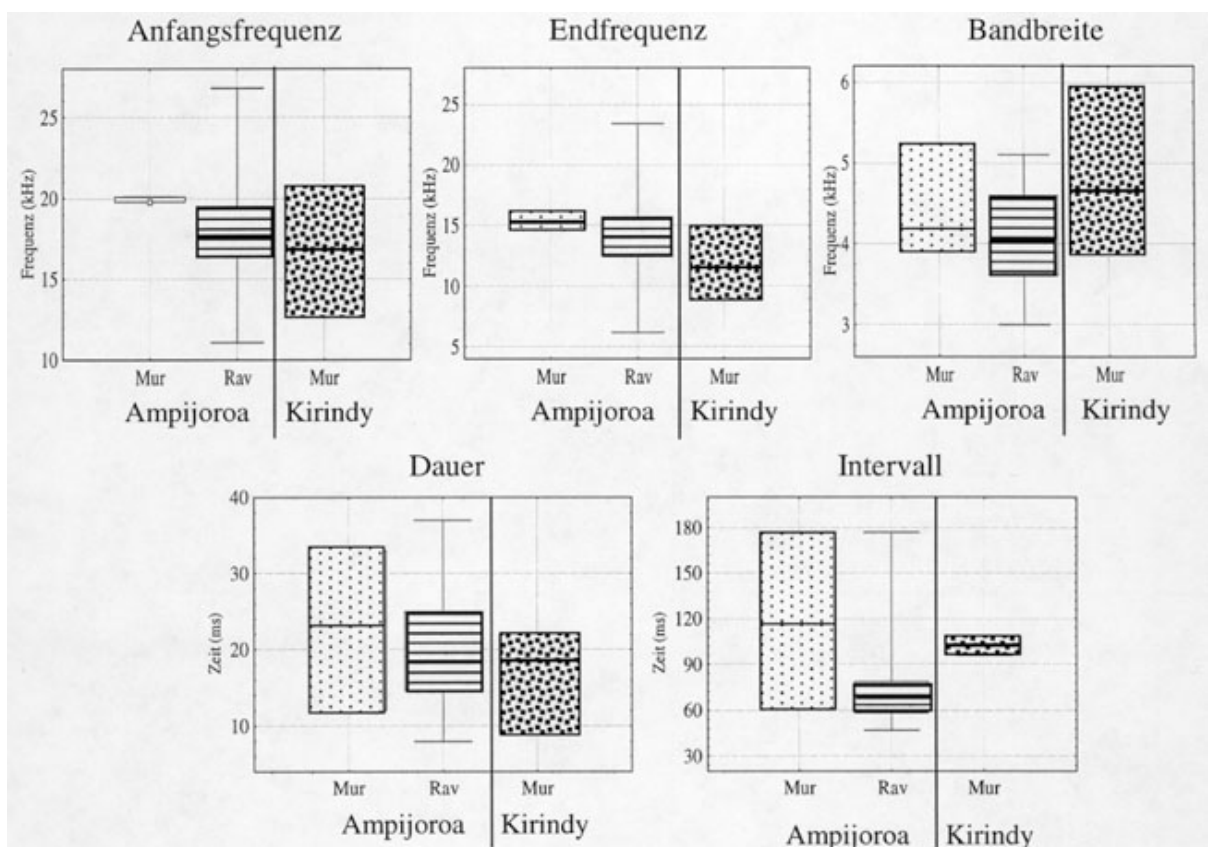 Anfangsfrequenz
Frequenz (kHz)
25
20
15
10
Mur Rav Mur
Ampijoroa Kirindy
Endfrequenz
Frequenz (kHz)
25
20
15
10
5
Mur Rav Mur
Ampijoroa Kirindy
Bandbreite
Frequenz (kHz)
6
5
4
3
Mur Rav Mur
Ampijoroa Kirindy
Dauer
Zeit (ms)
40
30
20
10
Mur Rav Mur
Ampijoroa Kirindy
Intervall
Zeit (ms)
180
150
120
90
60
30
Mur Rav Mur
Ampijoroa Kirindy